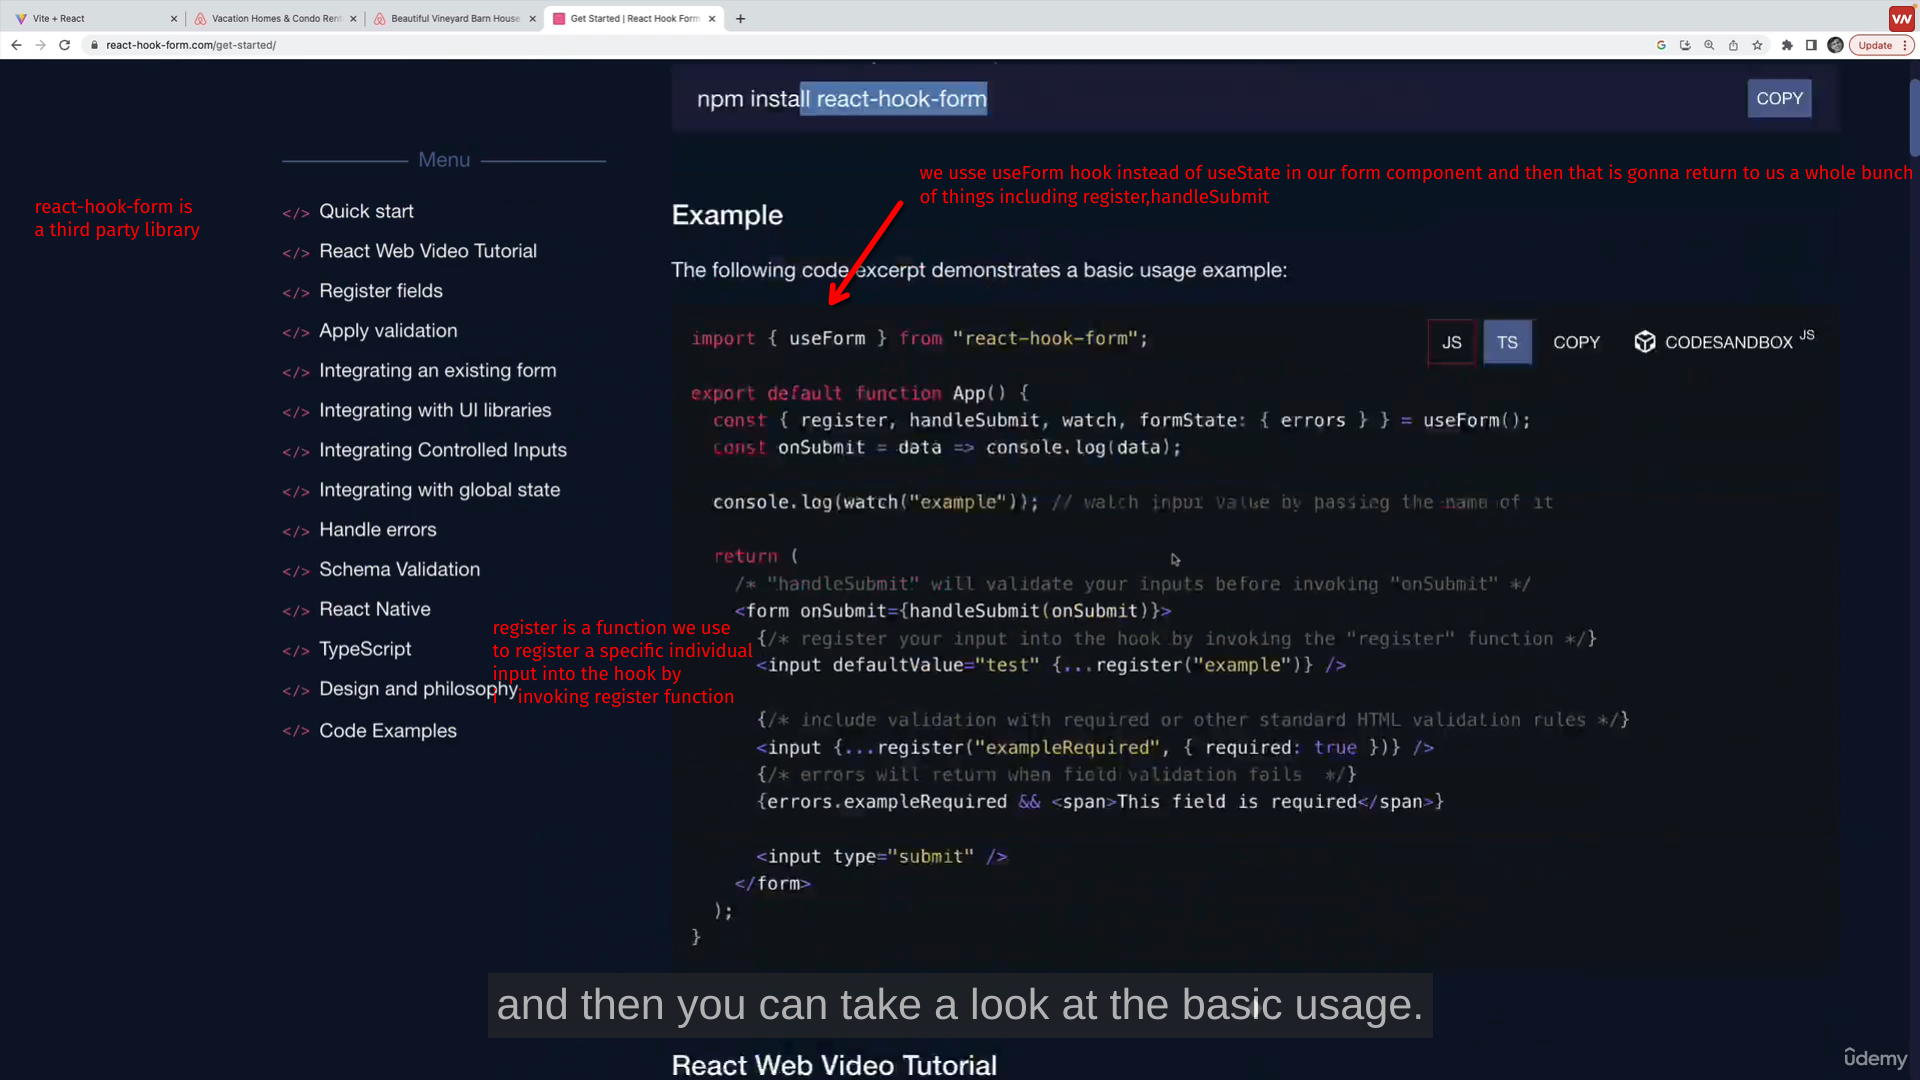 Vite + React
Vacation Homes & Condo Rent
Beautiful Vineyard Barn House
Get Started | React Hook Form
react-hook-form.com/get-started/
Update
npm install react-hook-form
COPY
Menu
Quick start
React Web Video Tutorial
Register fields
Apply validation
Integrating an existing form
Integrating with UI libraries
Integrating Controlled Inputs
Integrating with global state
Handle errors
Schema Validation
React Native
TypeScript
Design and philosophy
Code Examples
react-hook-form is
a third party library
we usse useForm hook instead of useState in our form component and then that is gonna return to us a whole bunch
of things including register,handleSubmit
Example
The following code excerpt demonstrates a basic usage example:
JS
TS
COPY
CODESANDBOX JS
import { useForm } from "react-hook-form";
export default function App() {
const { register, handleSubmit, watch, formState: { errors } } = useForm();
const onSubmit = data => console.log(data);
console.log(watch("example")); // watch input value by passing the name of it
return (
/* "handleSubmit" will validate your inputs before invoking "onSubmit" */
<form onSubmit={handleSubmit(onSubmit)}>
{/* register your input into the hook by invoking the "register" function */}
<input defaultValue="test" {...register("example")} />
{/* include validation with required or other standard HTML validation rules */}
<input {...register("exampleRequired", { required: true })} />
{/* errors will return when field validation fails  */}
{errors.exampleRequired && <span>This field is required</span>}
<input type="submit" />
</form>
);
}
register is a function we use
to register a specific individual
input into the hook by
invoking register function
and then you can take a look at the basic usage.
React Web Video Tutorial
ûdemy